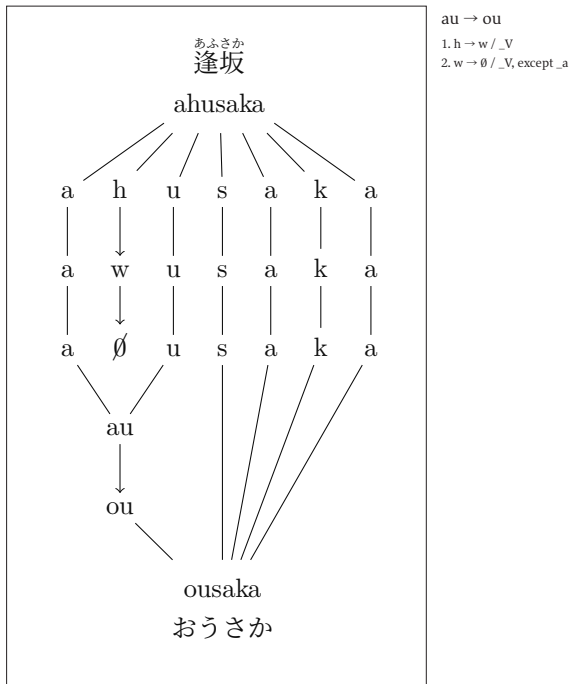 あふさか
逢坂
ahusaka
a h u s a k a
a w u s a k a
a ∅ u s a k a
au
ou
ousaka
おうさか
au → ou
1. h → w / _V
2. w → ∅ / _V, except _a